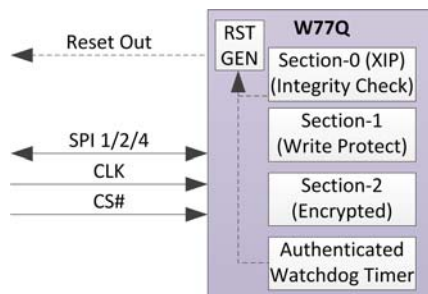 W77Q
Reset Out
RST
GEN
Section-0 (XIP)
(Integrity Check)
Section-1
(Write Protect)
SPI 1/2/4
CLK
CS#
Section-2
(Encrypted)
Authenticated
Watchdog Timer